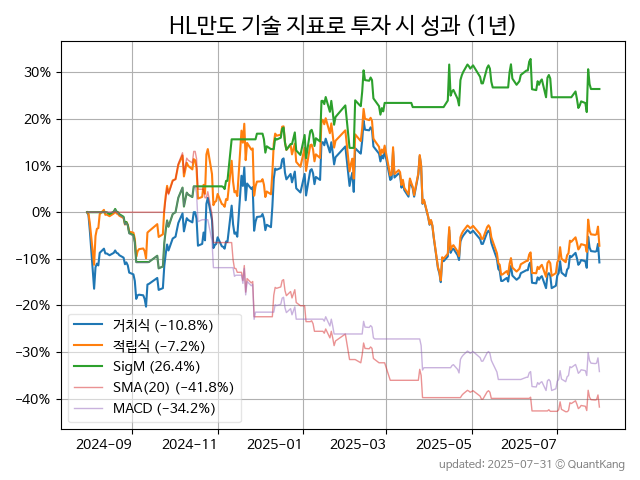 HL만도 기술 지표로 투자 시 성과 (1년)
30%
20%
10%
0%
−10%
−20%
−30%
−40%
거치식 (−10.8%)
적립식 (−7.2%)
SigM (26.4%)
SMA(20) (−41.8%)
MACD (−34.2%)
2024−09 2024−11 2025−01 2025−03 2025−05 2025−07
updated: 2025-07-31 © QuantKang